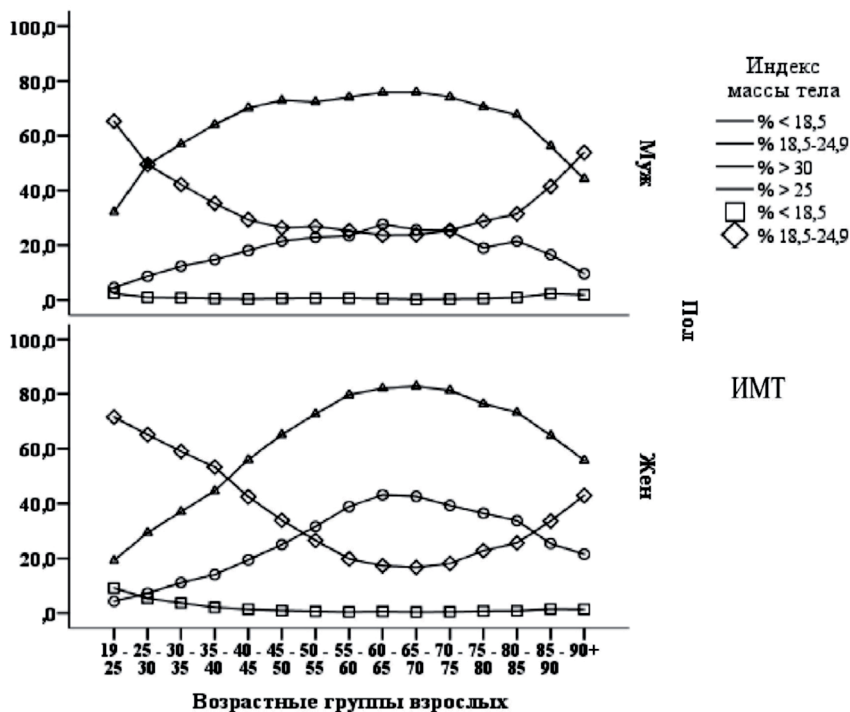 100,0
80,0
60,0
40,0
20,0
,0
Муж
Индекс
массы тела
% < 18,5
% 18,5-24,9
% > 30
% > 25
% < 18,5
% 18,5-24,9
Пол
100,0
80,0
60,0
40,0
20,0
,0
Жен
ИМТ
19 - 25 - 30 - 35 - 40 - 45 - 50 - 55 - 60 - 65 - 70 - 75 - 80 - 85 - 90+
25 30 35 40 45 50 55 60 65 70 75 80 85 90
Возрастные группы взрослых